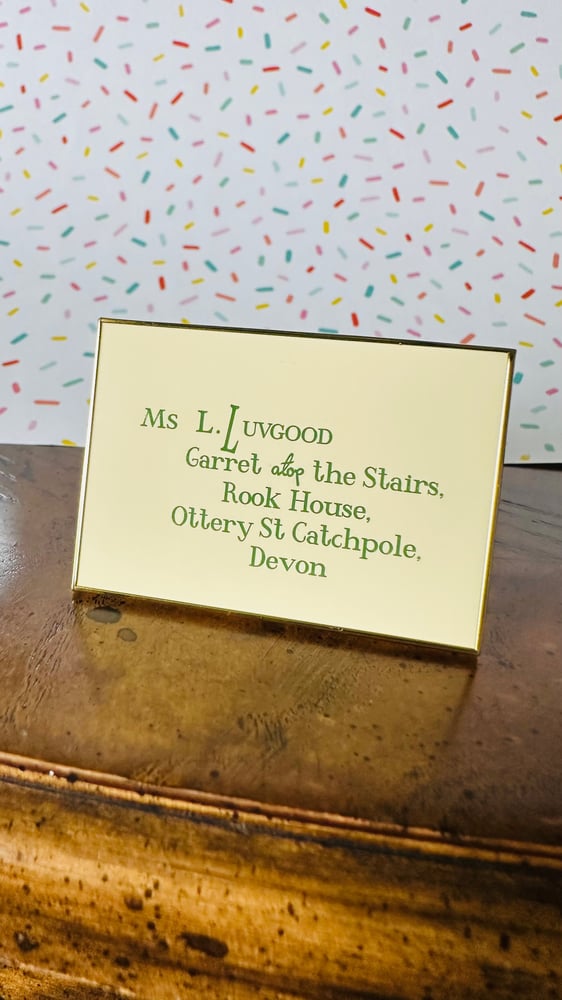 Ms L. LUVGOOD
Garret atop the Stairs,
Rook House,
Ottery St Catchpole,
Devon